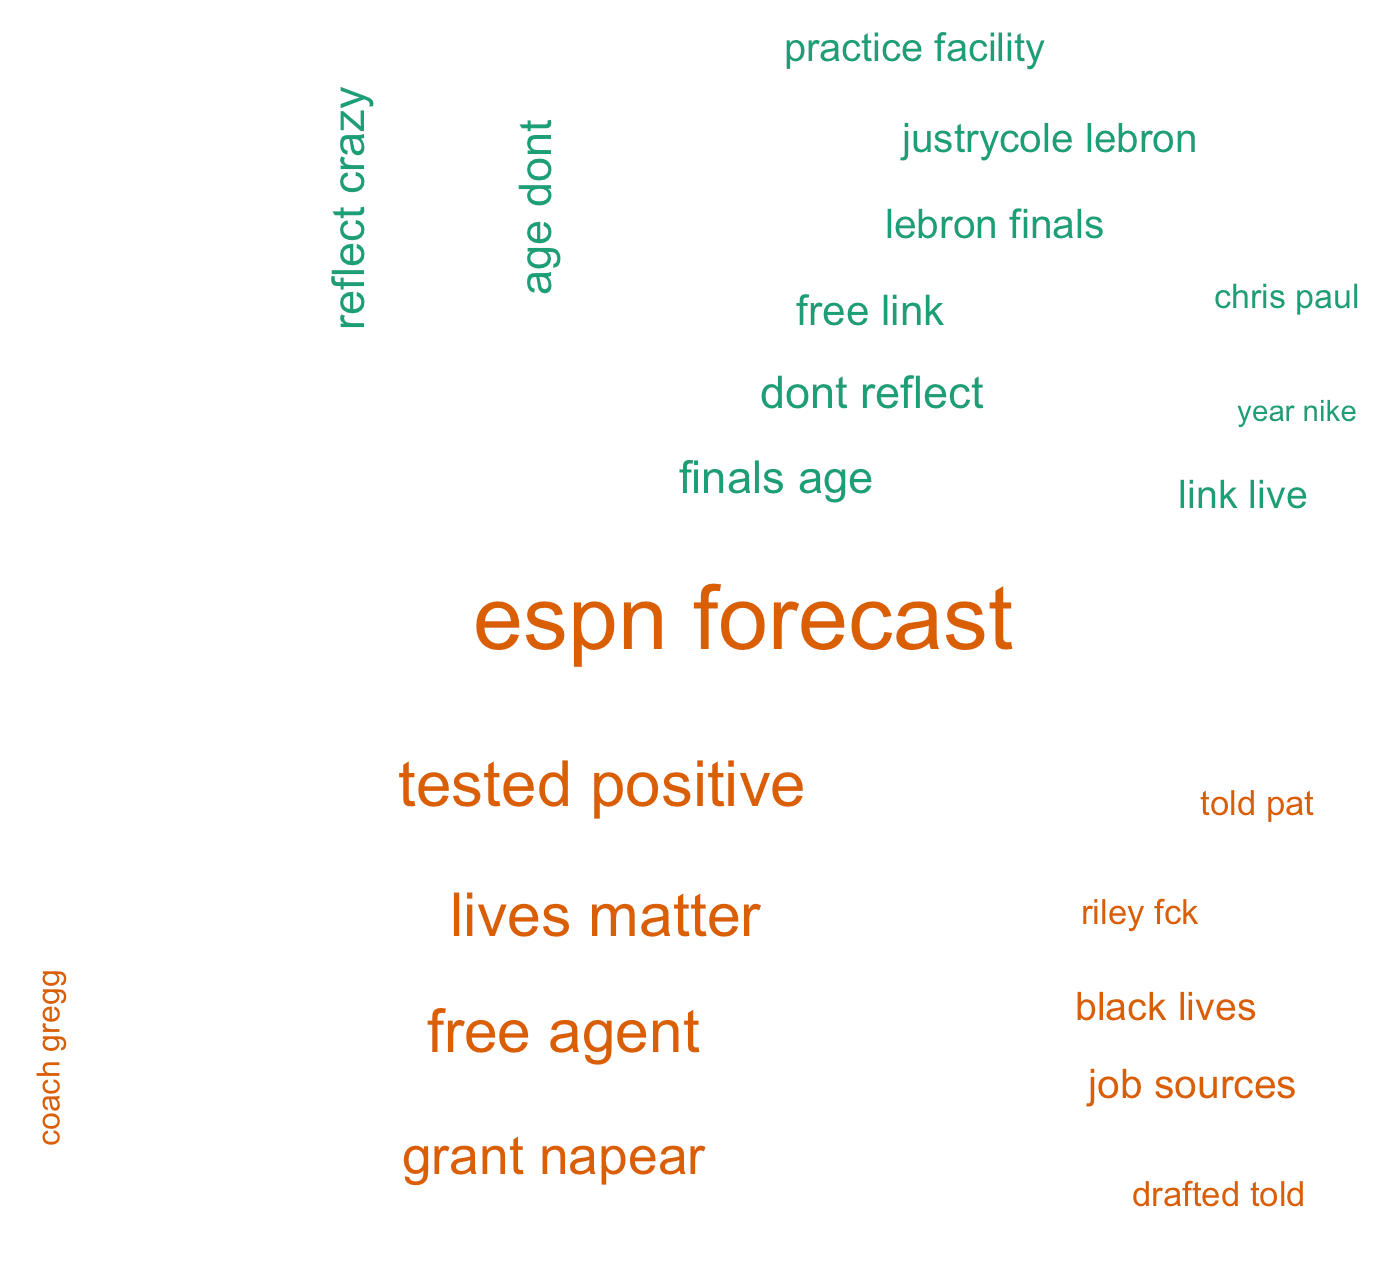 practice facility
reflect crazy
age dont
justrycole lebron
lebron finals
free link
chris paul
dont reflect
year nike
finals age
link live
espn forecast
tested positive
told pat
lives matter
riley fck
coach gregg
black lives
free agent
job sources
grant napear
drafted told